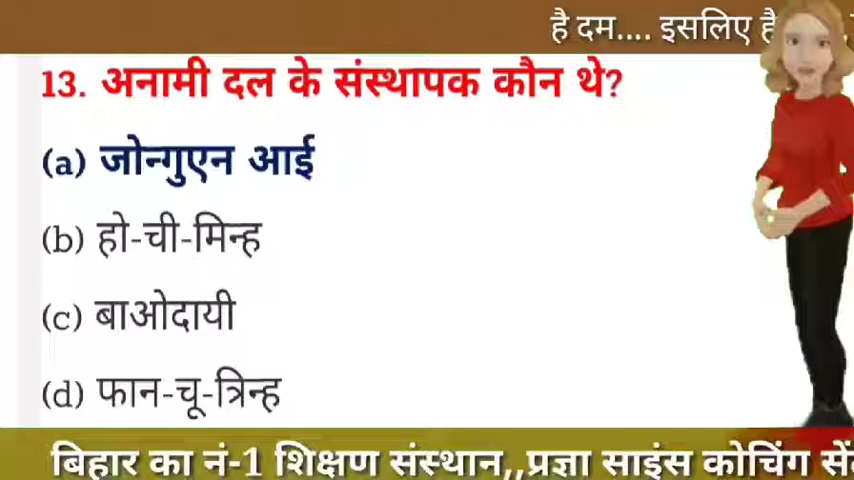 है दम.... इसलिए है
13. अनामी दल के संस्थापक कौन थे?
(a) जोन्गुएन आई
(b) हो-ची-मिन्ह
(c) बाओदायी
(d) फान-चू-त्रिन्ह
बिहार का नं-1 शिक्षण संस्थान,,प्रज्ञा साइंस कोचिंग सें